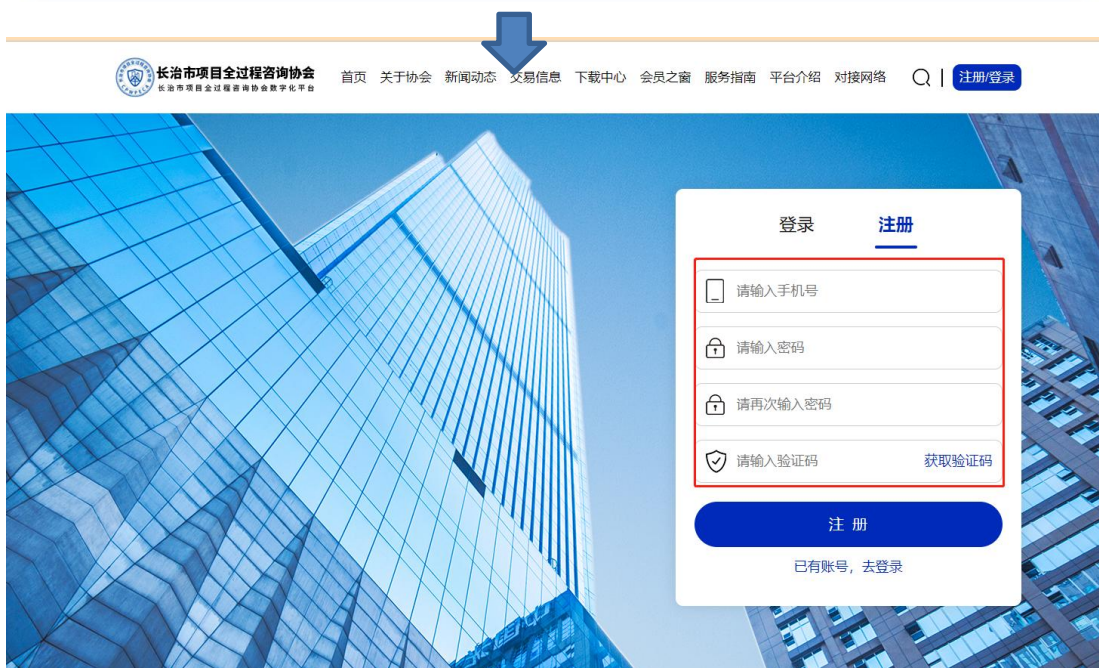 长治市项目全过程咨询协会
长治市项目全过程咨询协会数字化平台
首页 关于协会 新闻动态 交易信息 下载中心 会员之窗 服务指南 平台介绍 对接网络 注册/登录
登录 注册
请输入手机号
请输入密码
请再次输入密码
请输入验证码 获取验证码
注 册
已有账号，去登录